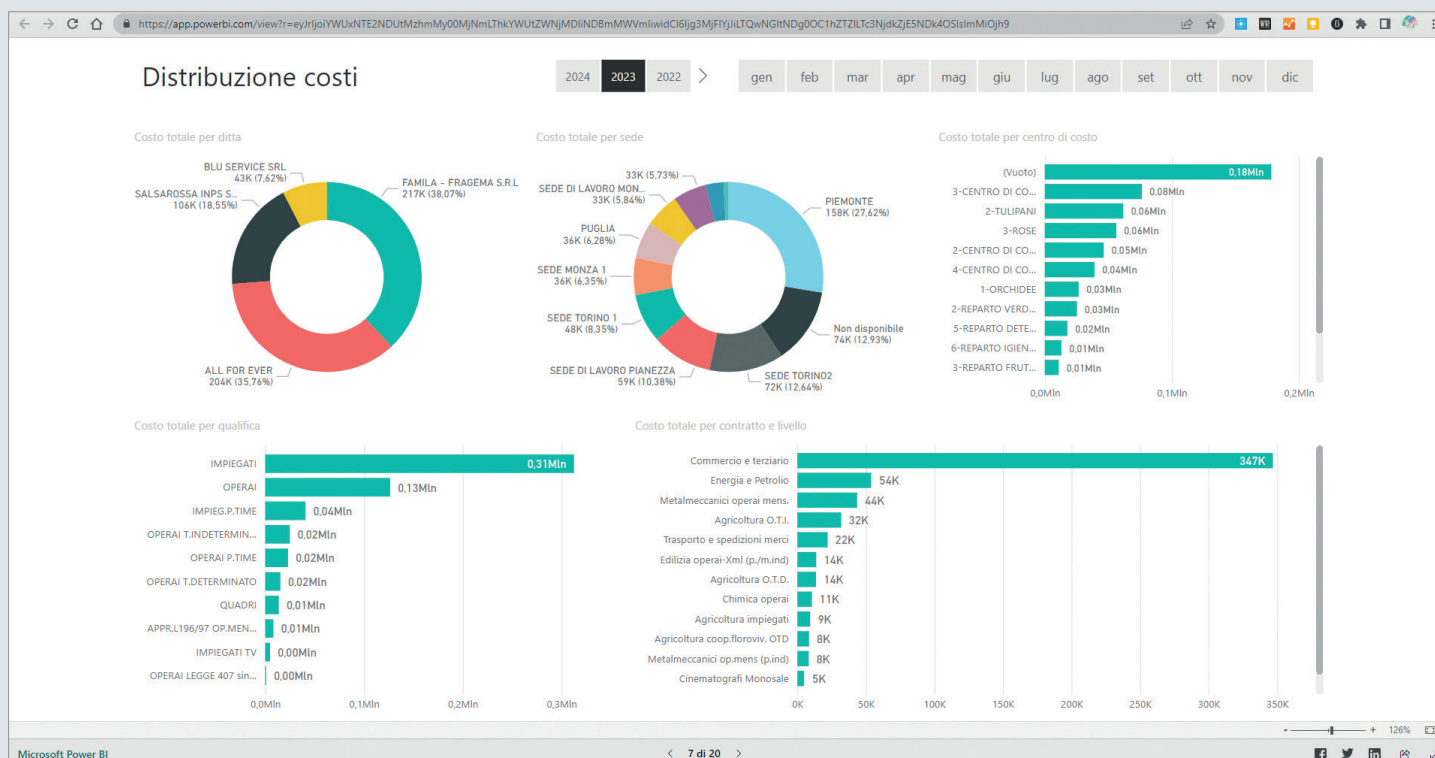 https://app.powerbi.com/view?r=
Distribuzione costi
2024 2023 2022 > gen feb mar apr mag giu lug ago set ott nov dic
Costo totale per ditta
BLU SERVICE SRL
43K (7,62%)
SALSAROSSA INPS S...
106K (18,55%)
FAMILA - FRAGEMA S.R.L
217K (38,07%)
ALL FOR EVER
204K (35,76%)
Costo totale per sede
33K (5,73%)
SEDE DI LAVORO MON...
33K (5,84%)
PUGLIA
36K (6,28%)
SEDE MONZA 1
36K (6,35%)
SEDE TORINO 1
48K (8,35%)
SEDE DI LAVORO PIANEZZA
59K (10,38%)
PIEMONTE
158K (27,62%)
Non disponibile
74K (12,93%)
SEDE TORINO2
72K (12,64%)
Costo totale per centro di costo
(Vuoto) 0,18Mln
3-CENTRO DI CO... 0,08Mln
2-TULIPANI 0,06Mln
3-ROSE 0,06Mln
2-CENTRO DI CO... 0,05Mln
4-CENTRO DI CO... 0,04Mln
1-ORCHIDEE 0,03Mln
2-REPARTO VERD... 0,03Mln
5-REPARTO DETE... 0,02Mln
6-REPARTO IGIEN... 0,01Mln
3-REPARTO FRUT... 0,01Mln
0,0Mln 0,1Mln 0,2Mln
Costo totale per qualifica
IMPIEGATI 0,31Mln
OPERAI 0,13Mln
IMPIEG.P.TIME 0,04Mln
OPERAI T.INDETERMIN... 0,02Mln
OPERAI P.TIME 0,02Mln
OPERAI T.DETERMINATO 0,02Mln
QUADRI 0,01Mln
APPR.L196/97 OP.MEN... 0,01Mln
IMPIEGATI TV 0,00Mln
OPERAI LEGGE 407 sin... 0,00Mln
0,0Mln 0,1Mln 0,2Mln 0,3Mln
Costo totale per contratto e livello
Commercio e terziario 347K
Energia e Petrolio 54K
Metalmeccanici operai mens. 44K
Agricoltura O.T.I. 32K
Trasporto e spedizioni merci 22K
Edilizia operai-Xml (p./m.ind) 14K
Agricoltura O.T.D. 14K
Chimica operai 11K
Agricoltura impiegati 9K
Agricoltura coop.floroviv. OTD 8K
Metalmeccanici op.mens (p.ind) 8K
Cinematografi Monosale 5K
0K 50K 100K 150K 200K 250K 300K 350K
- + 126%
Microsoft Power BI < 7 di 20 >